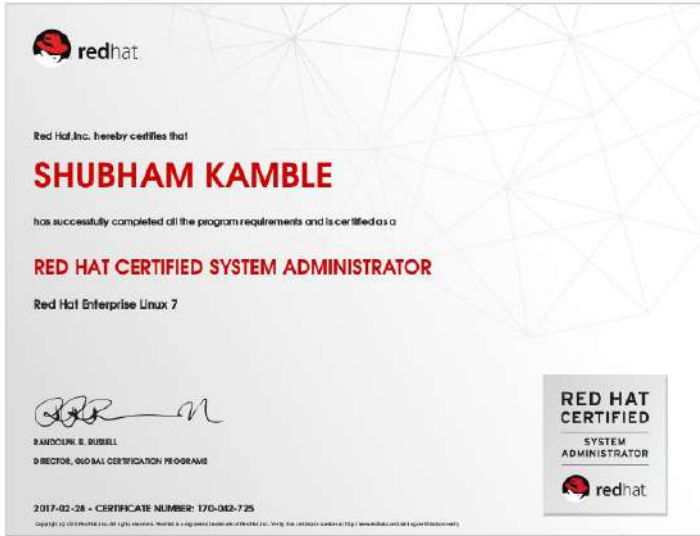 redhat
Red Hat, Inc. hereby certifies that
SHUBHAM KAMBLE
has successfully completed all the program requirements and is certified as a
RED HAT CERTIFIED SYSTEM ADMINISTRATOR
Red Hat Enterprise Linux 7
RANDOLPH. R. RUSSELL
DIRECTOR, GLOBAL CERTIFICATION PROGRAMS
2017-02-28 - CERTIFICATE NUMBER: 170-042-725
RED HAT
CERTIFIED
SYSTEM
ADMINISTRATOR
redhat